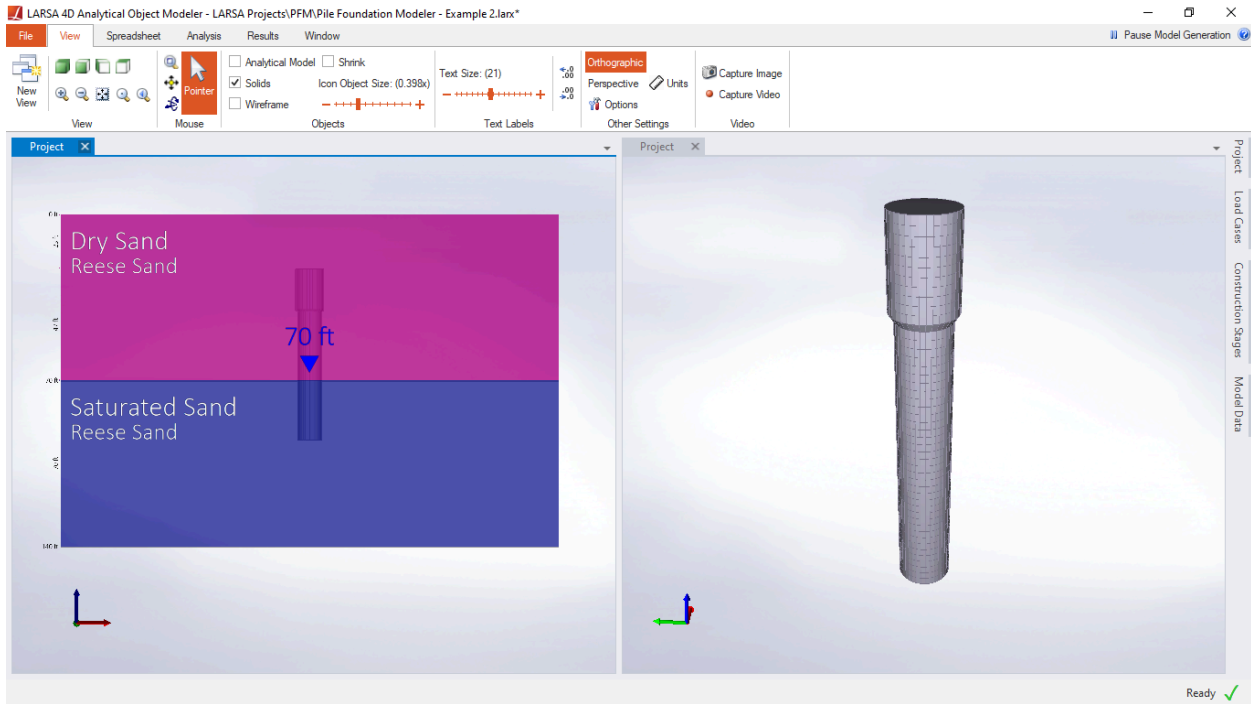 LARSA 4D Analytical Object Modeler - LARSA Projects\PFM\Pile Foundation Modeler - Example 2.larx*
File View Spreadsheet Analysis Results Window
Pause Model Generation
New View
View
Pointer
Mouse
Analytical Model Shrink
Solids Icon Object Size: (0.398x)
Wireframe
Objects
Text Size: (21)
Text Labels
Orthographic
Perspective Units
Options
Other Settings
Capture Image
Capture Video
Video
Project
Project
Dry Sand
Reese Sand
70 ft
Saturated Sand
Reese Sand
Project
Load Cases
Construction Stages
Model Data
Ready